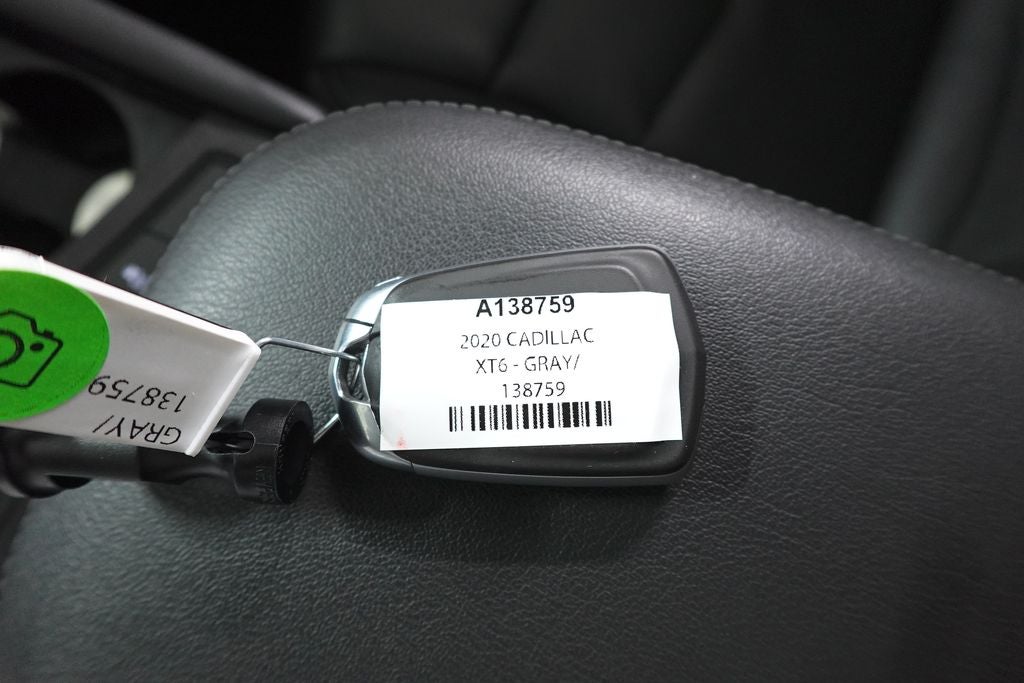 A138759
2020 CADILLAC
XT6 - GRAY/
138759
GRAY/
138759